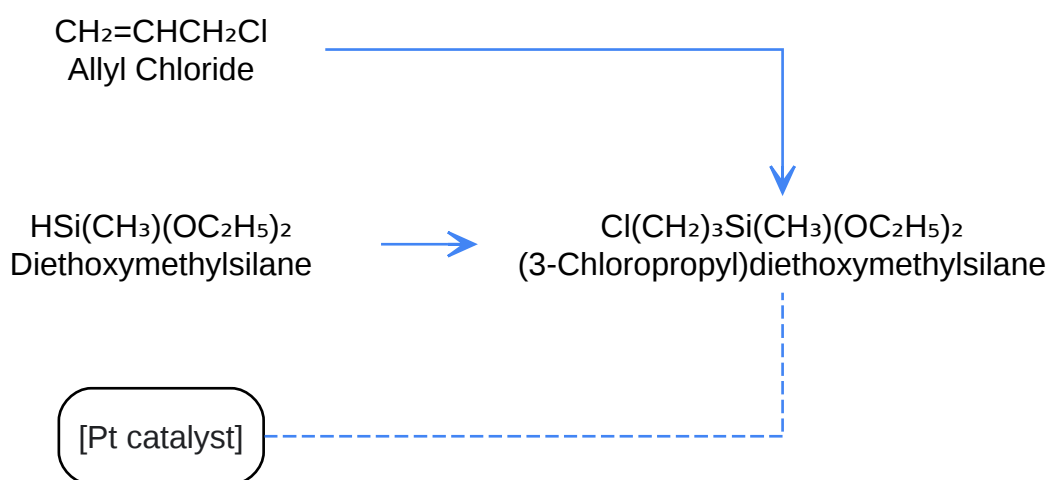 CH₂=CHCH₂Cl
Allyl Chloride
HSi(CH₃)(OC₂H₅)₂
Diethoxymethylsilane
Cl(CH₂)₃Si(CH₃)(OC₂H₅)₂
(3-Chloropropyl)diethoxymethylsilane
[Pt catalyst]